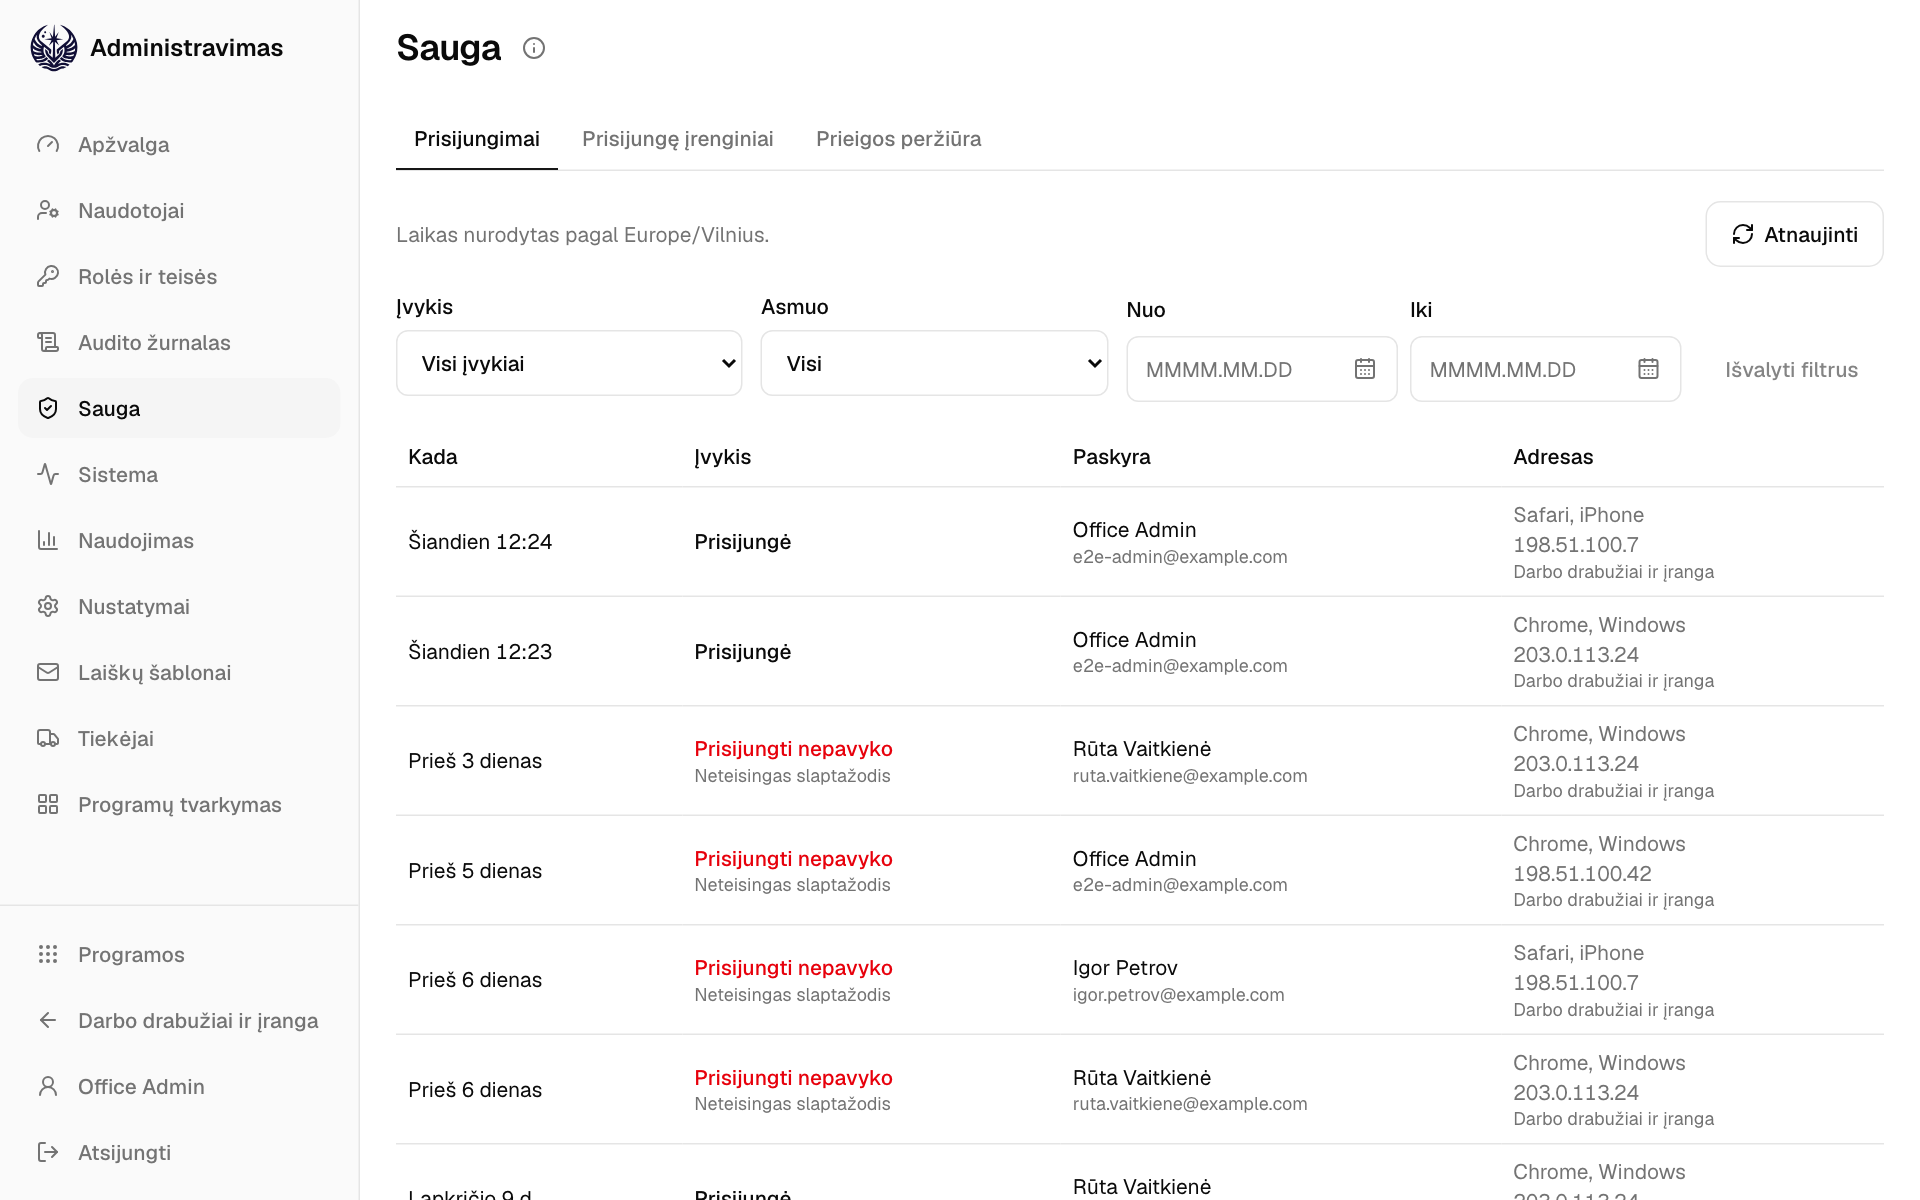 Administravimas
Apžvalga
Naudotojai
Rolės ir teisės
Audito žurnalas
Sauga
Sistema
Naudojimas
Nustatymai
Laiškų šablonai
Tiekėjai
Programų tvarkymas
Programos
Darbo drabužiai ir įranga
Office Admin
Atsijungti
Sauga
Prisijungimai
Prisijungę įrenginiai
Prieigos peržiūra
Laikas nurodytas pagal Europe/Vilnius.
Atnaujinti
Įvykis
Asmuo
Nuo
Iki
Visi įvykiai
Visi
MMMM.MM.DD
MMMM.MM.DD
Išvalyti filtrus
Kada
Įvykis
Paskyra
Adresas
Šiandien 12:24
Prisijungė
Office Admin
e2e-admin@example.com
Safari, iPhone
198.51.100.7
Darbo drabužiai ir įranga
Šiandien 12:23
Prisijungė
Office Admin
e2e-admin@example.com
Chrome, Windows
203.0.113.24
Darbo drabužiai ir įranga
Prieš 3 dienas
Prisijungti nepavyko
Neteisingas slaptažodis
Rūta Vaitkienė
ruta.vaitkiene@example.com
Chrome, Windows
203.0.113.24
Darbo drabužiai ir įranga
Prieš 5 dienas
Prisijungti nepavyko
Neteisingas slaptažodis
Office Admin
e2e-admin@example.com
Chrome, Windows
198.51.100.42
Darbo drabužiai ir įranga
Prieš 6 dienas
Prisijungti nepavyko
Neteisingas slaptažodis
Igor Petrov
igor.petrov@example.com
Safari, iPhone
198.51.100.7
Darbo drabužiai ir įranga
Prieš 6 dienas
Prisijungti nepavyko
Neteisingas slaptažodis
Rūta Vaitkienė
ruta.vaitkiene@example.com
Chrome, Windows
203.0.113.24
Darbo drabužiai ir įranga
Lapkričio 9 d.
Prisijungė
Rūta Vaitkienė
Chrome, Windows
203.0.113.24